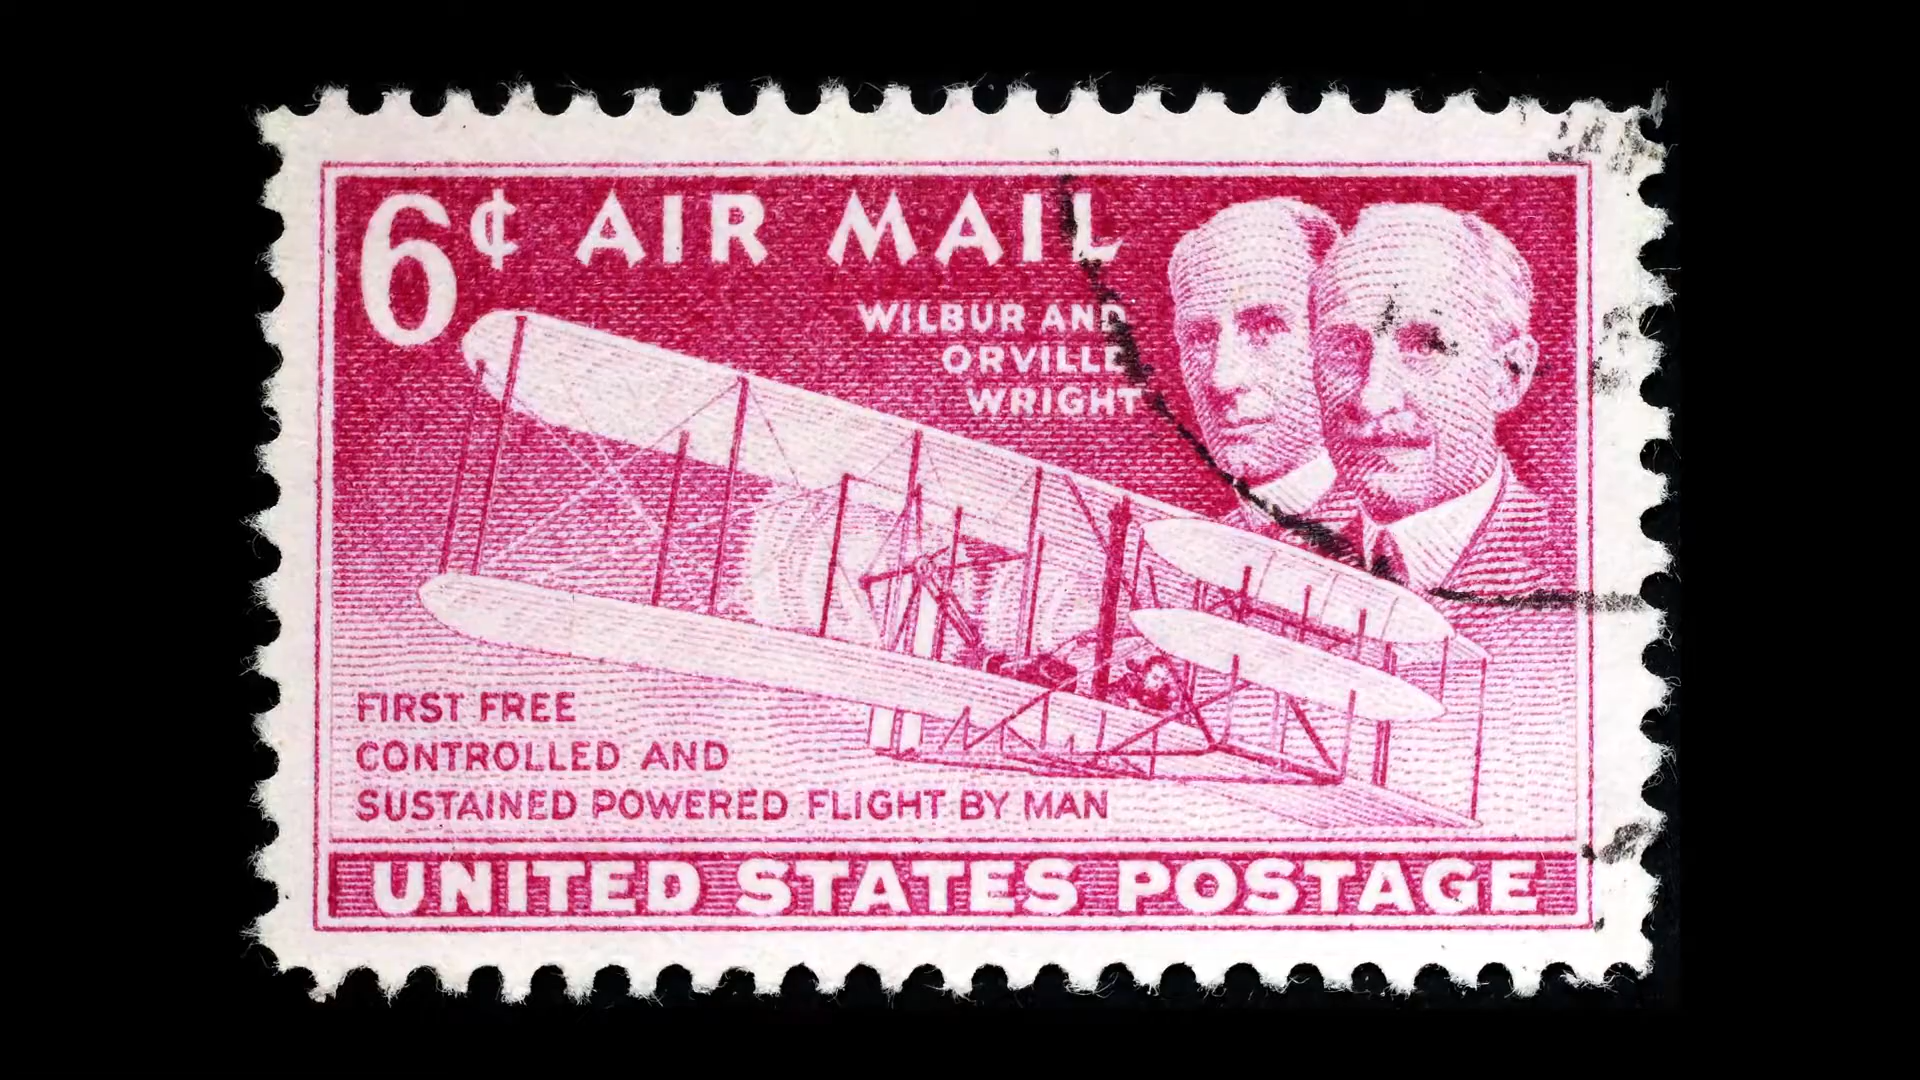 6¢ AIR MAIL
WILBUR AND
ORVILLE
WRIGHT
FIRST FREE
CONTROLLED AND
SUSTAINED POWERED FLIGHT BY MAN
UNITED STATES POSTAGE